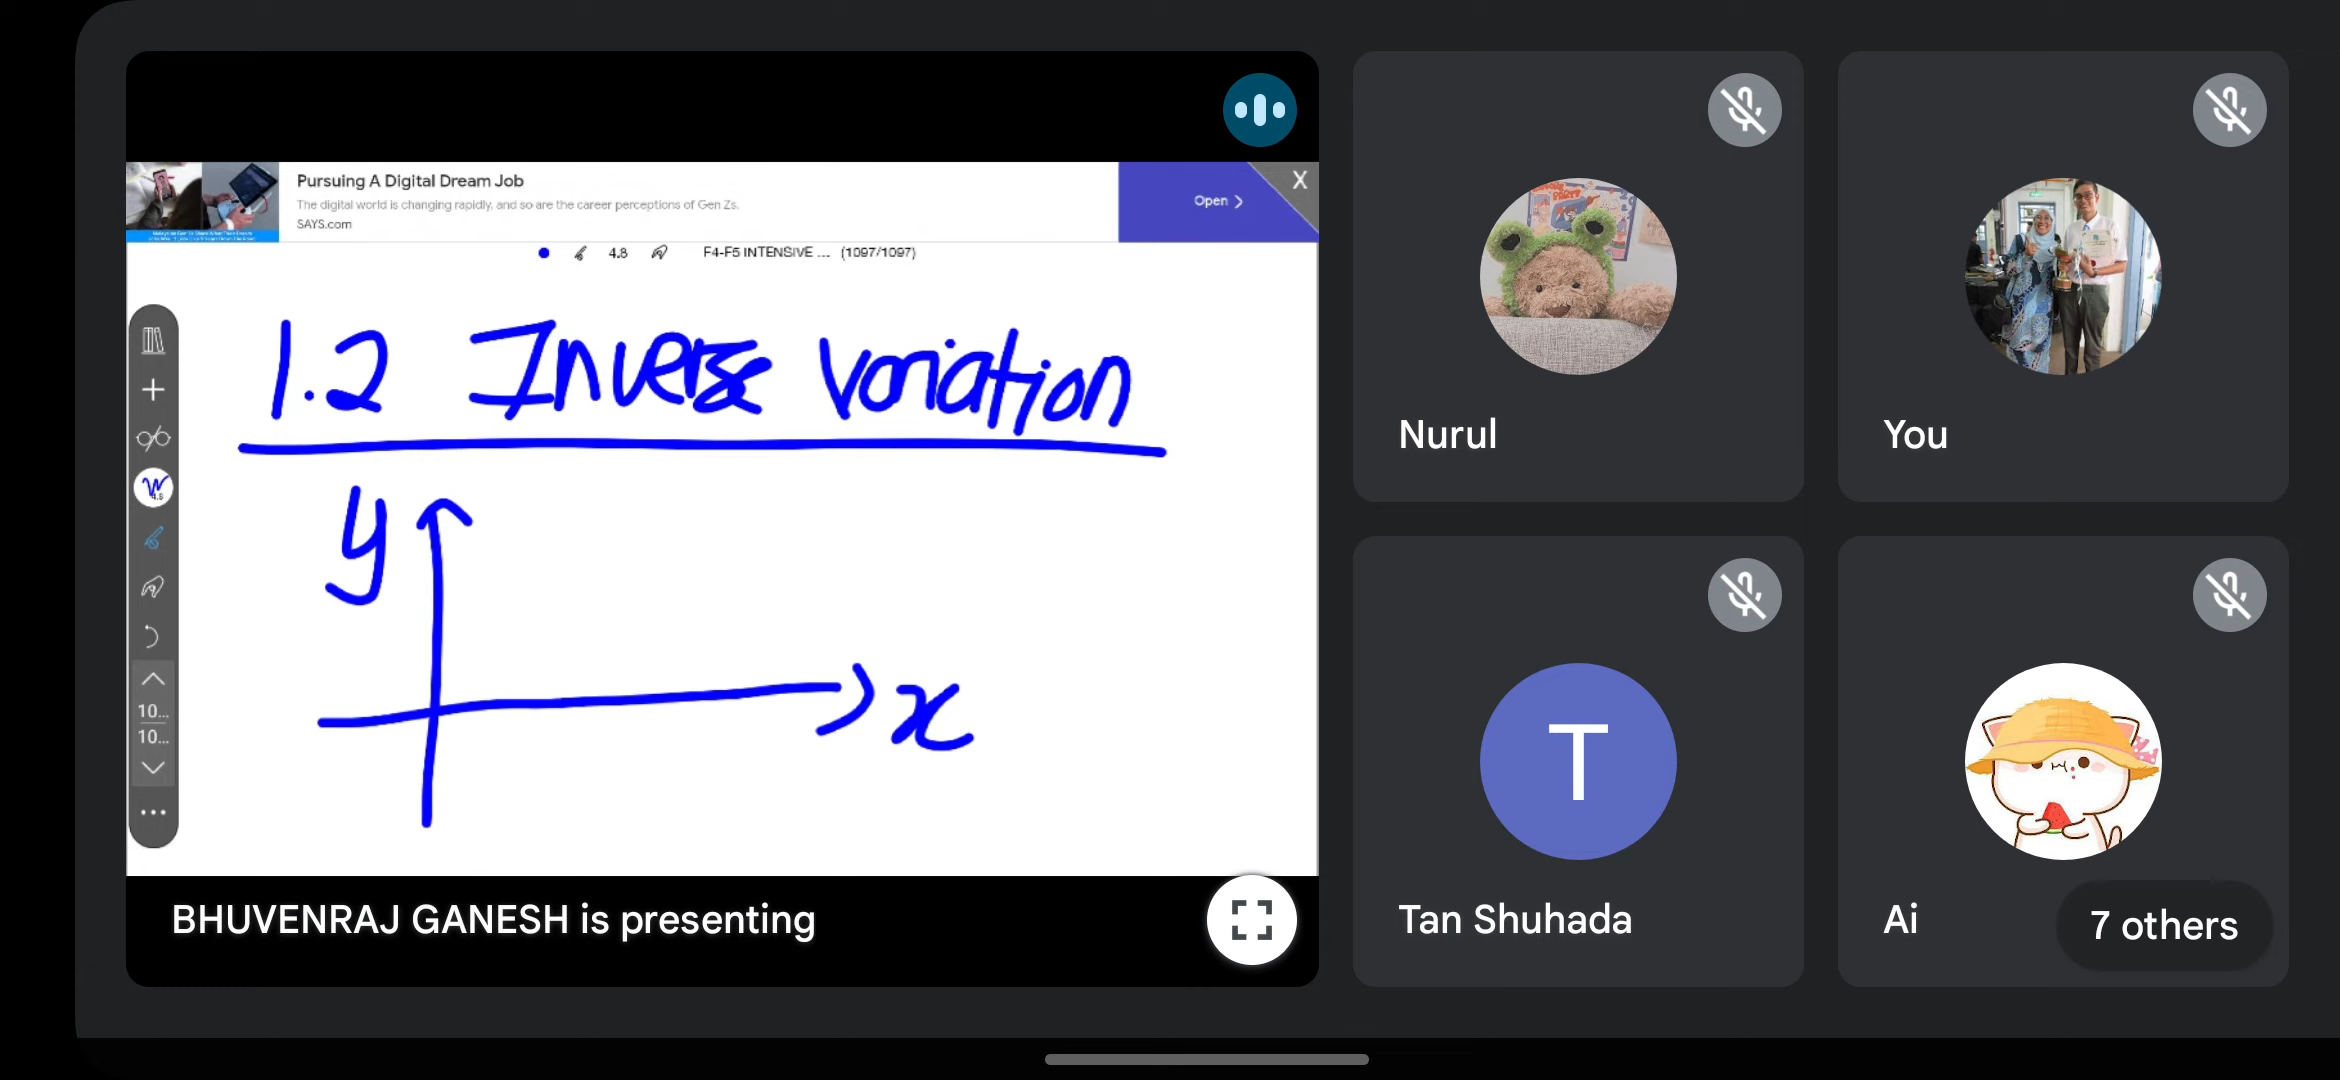 Pursuing A Digital Dream Job
The digital world is changing rapidly, and so are the career perceptions of Gen Zs.
SAYS.com
Open
X
4.8 F4-F5 INTENSIVE ... (1097/1097)
1.2 Inverse Variation
y
x
W
4.8
10...
10...
BHUVENRAJ GANESH is presenting
Nurul
You
T
Tan Shuhada
Ai
7 others